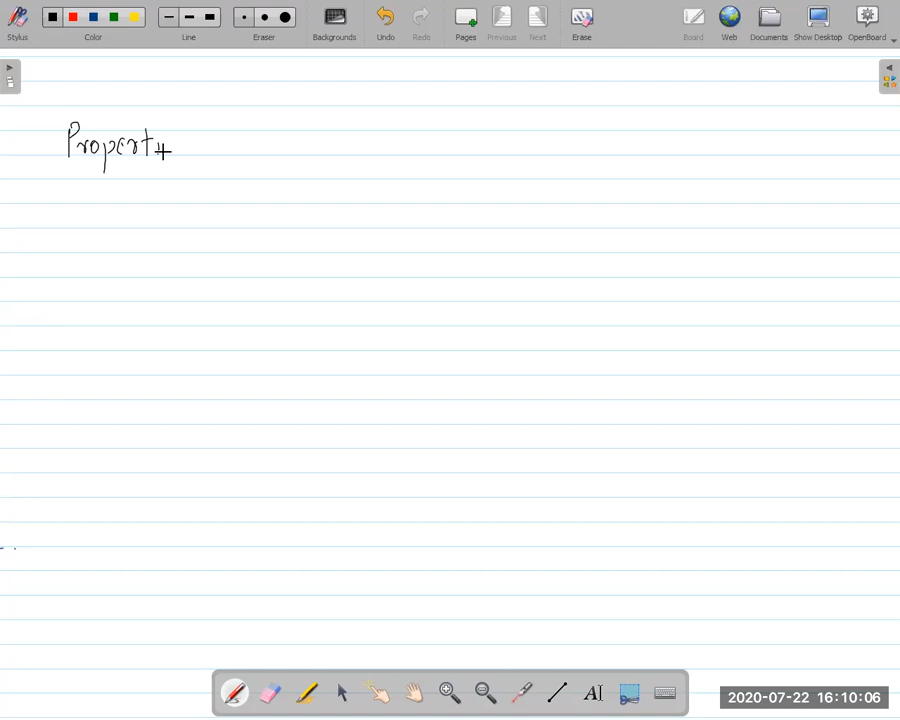 Stylus Color Line Eraser Backgrounds Undo Redo Pages Previous Next Erase Board Web Documents Show Desktop OpenBoard
Propert
2020-07-22 16:10:06